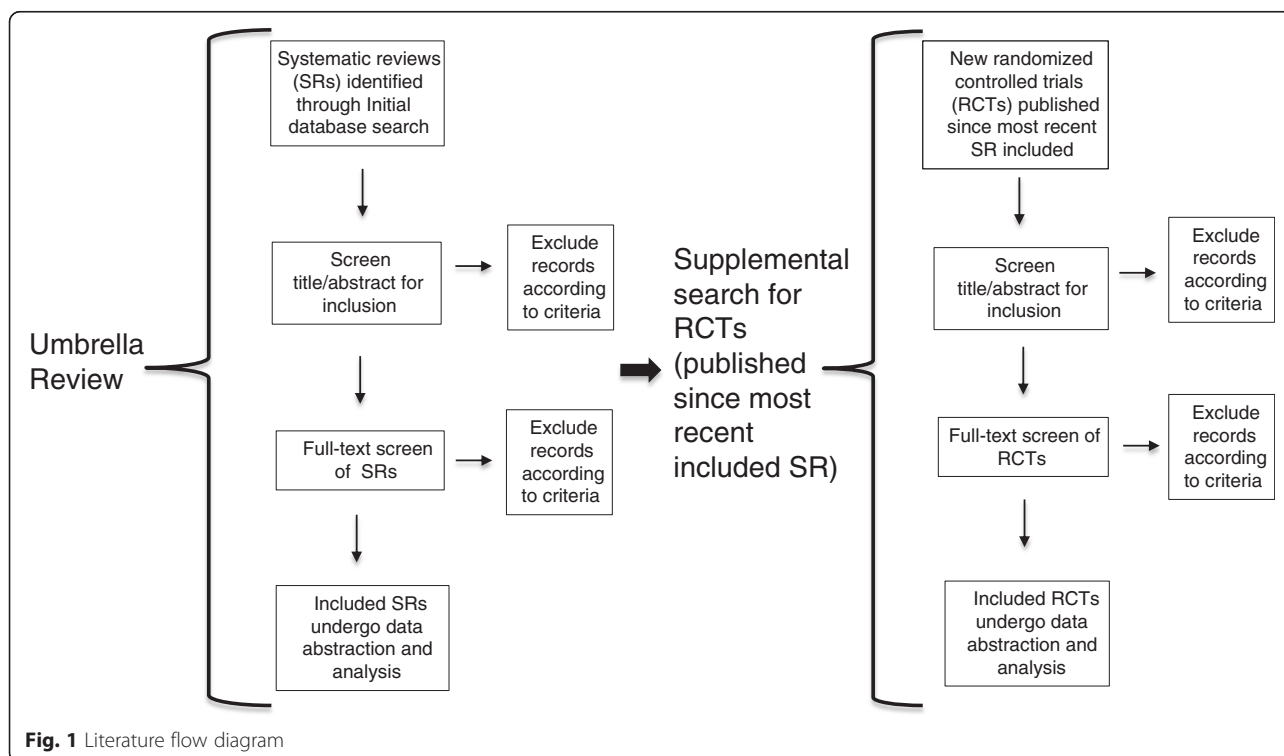 Umbrella
Review
Systematic reviews
(SRs) identified
through Initial
database search
Screen
title/abstract for
inclusion
Exclude
records
according
to criteria
Full-text screen
of SRs
Exclude
records
according
to criteria
Included SRs
undergo data
abstraction and
analysis
Supplemental
search for
RCTs
(published
since most
recent
included SR)
New randomized
controlled trials
(RCTs) published
since most recent
SR included
Screen
title/abstract for
inclusion
Exclude
records
according
to criteria
Full-text screen of
RCTs
Exclude
records
according
to criteria
Included RCTs
undergo data
abstraction and
analysis
Fig. 1 Literature flow diagram